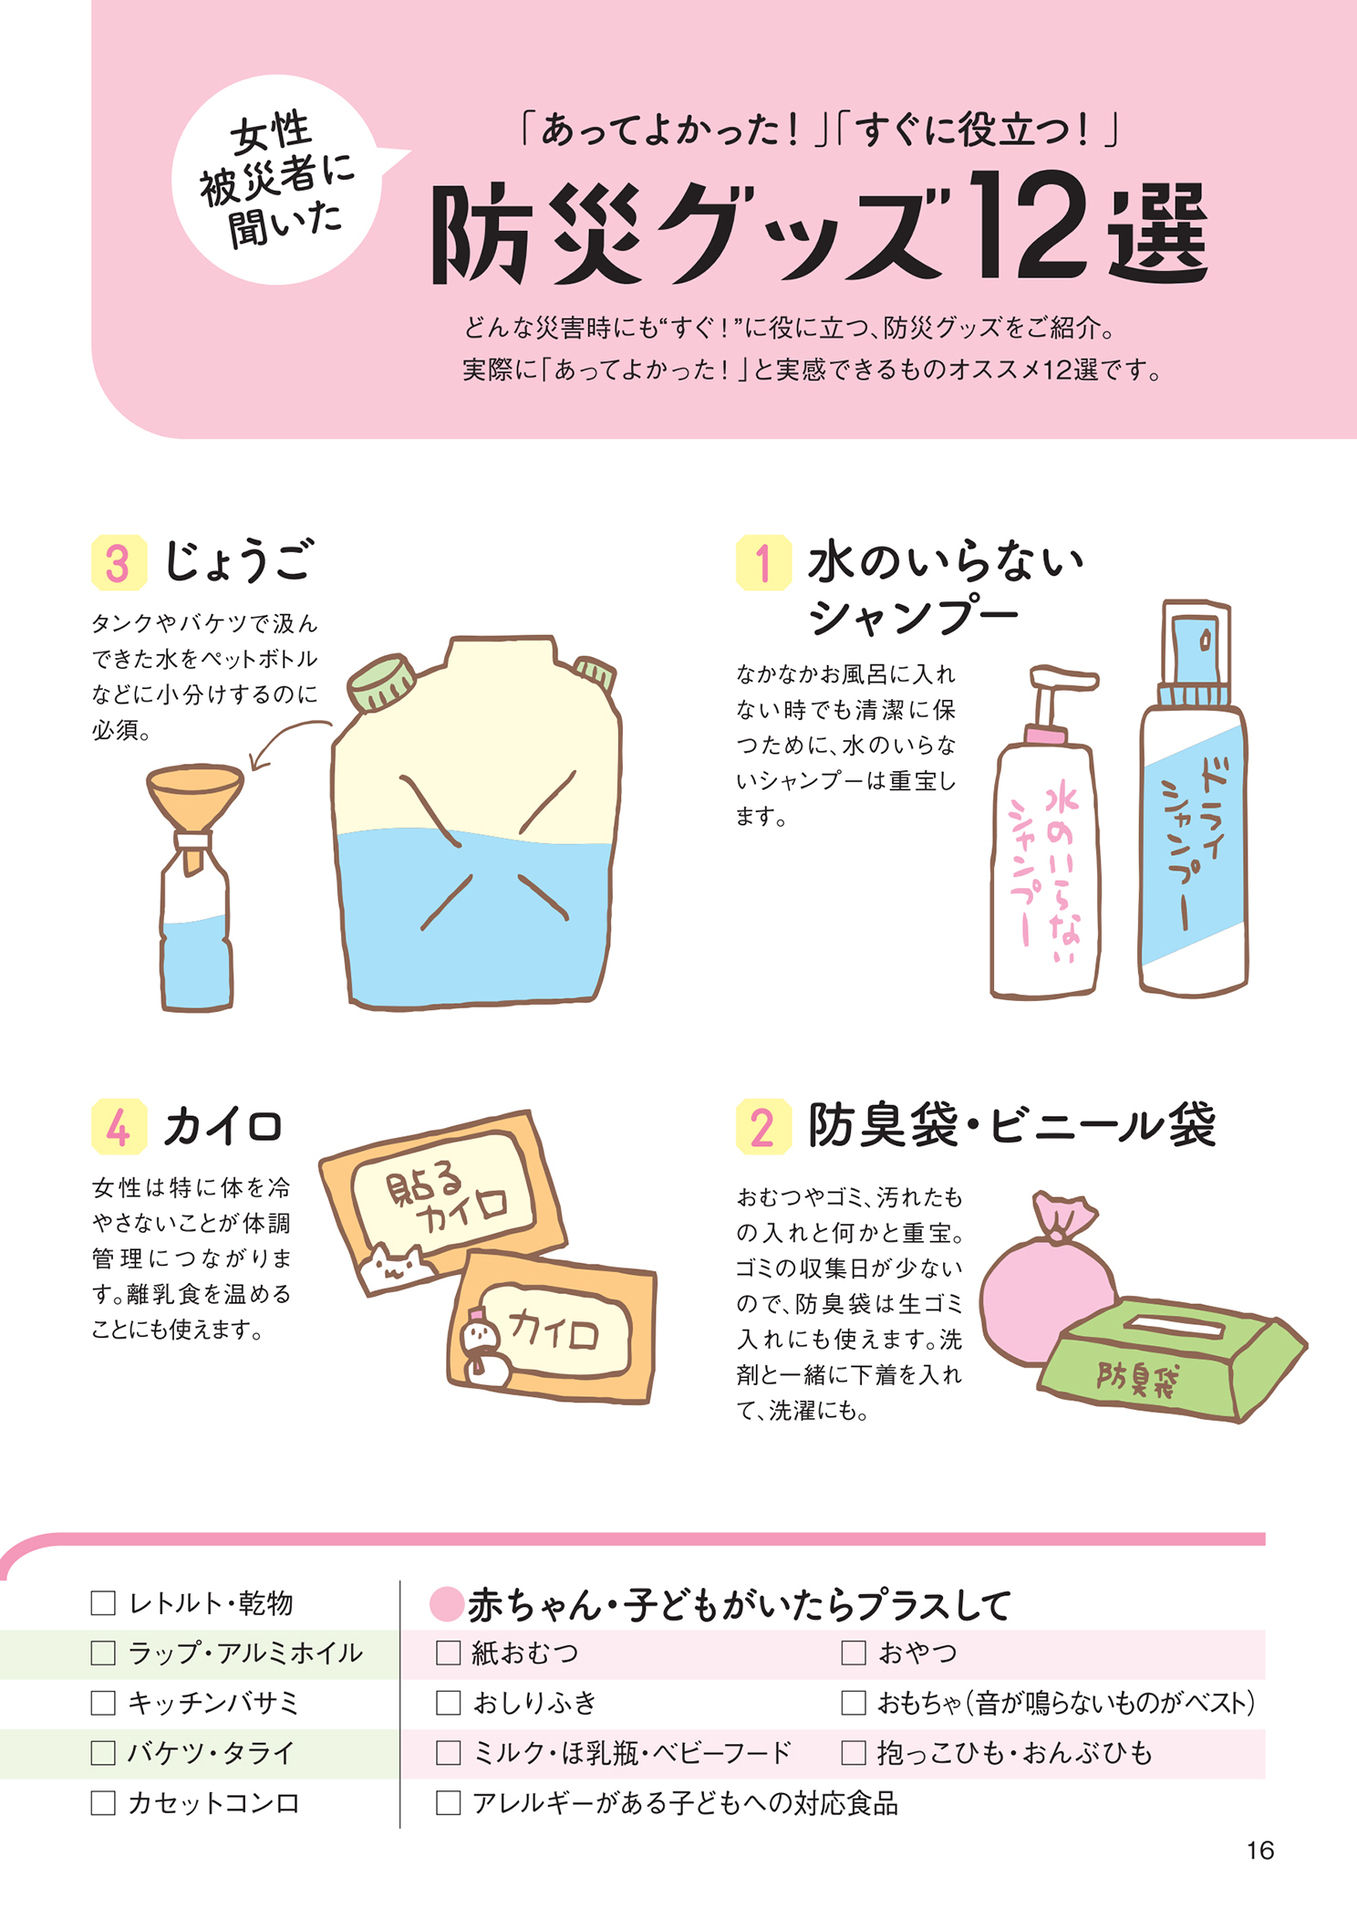 女性
被災者に
聞いた
「あってよかった！」「すぐに役立つ！」
防災グッズ12選
どんな災害時にも“すぐ！”に役に立つ、防災グッズをご紹介。
実際に「あってよかった！」と実感できるものオススメ12選です。
1 水のいらない
シャンプー
なかなかお風呂に入れ
ない時でも清潔に保
つために、水のいらな
いシャンプーは重宝し
ます。
水のいらない
シャンプー
ドライ
シャンプー
2 防臭袋・ビニール袋
おむつやゴミ、汚れたも
の入れと何かと重宝。
ゴミの収集日が少ない
ので、防臭袋は生ゴミ
入れにも使えます。洗
剤と一緒に下着を入れ
て、洗濯にも。
防臭袋
3 じょうご
タンクやバケツで汲ん
できた水をペットボトル
などに小分けするのに
必須。
4 カイロ
女性は特に体を冷
やさないことが体調
管理につながりま
す。離乳食を温める
ことにも使えます。
貼る
カイロ
カイロ
□ レトルト・乾物
□ ラップ・アルミホイル
□ キッチンバサミ
□ バケツ・タライ
□ カセットコンロ
●赤ちゃん・子どもがいたらプラスして
□ 紙おむつ
□ おしりふき
□ ミルク・ほ乳瓶・ベビーフード
□ アレルギーがある子どもへの対応食品
□ おやつ
□ おもちゃ（音が鳴らないものがベスト）
□ 抱っこひも・おんぶひも
16